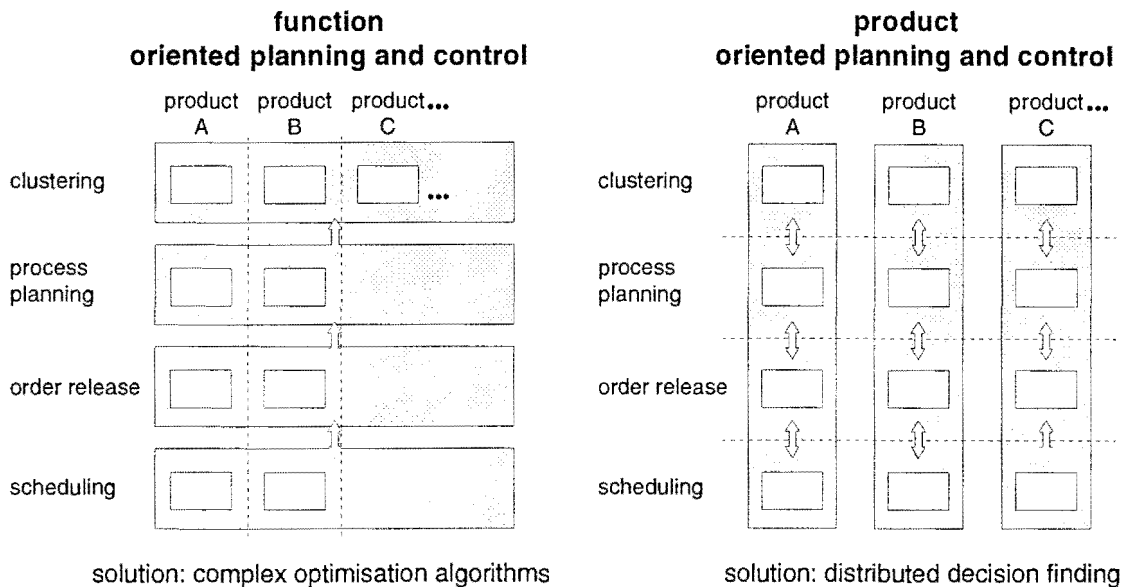 function
oriented planning and control
product product product...
A B C
clustering
...
process
planning
order release
scheduling
solution: complex optimisation algorithms
product
oriented planning and control
product product product...
A B C
clustering
process
planning
order release
scheduling
solution: distributed decision finding